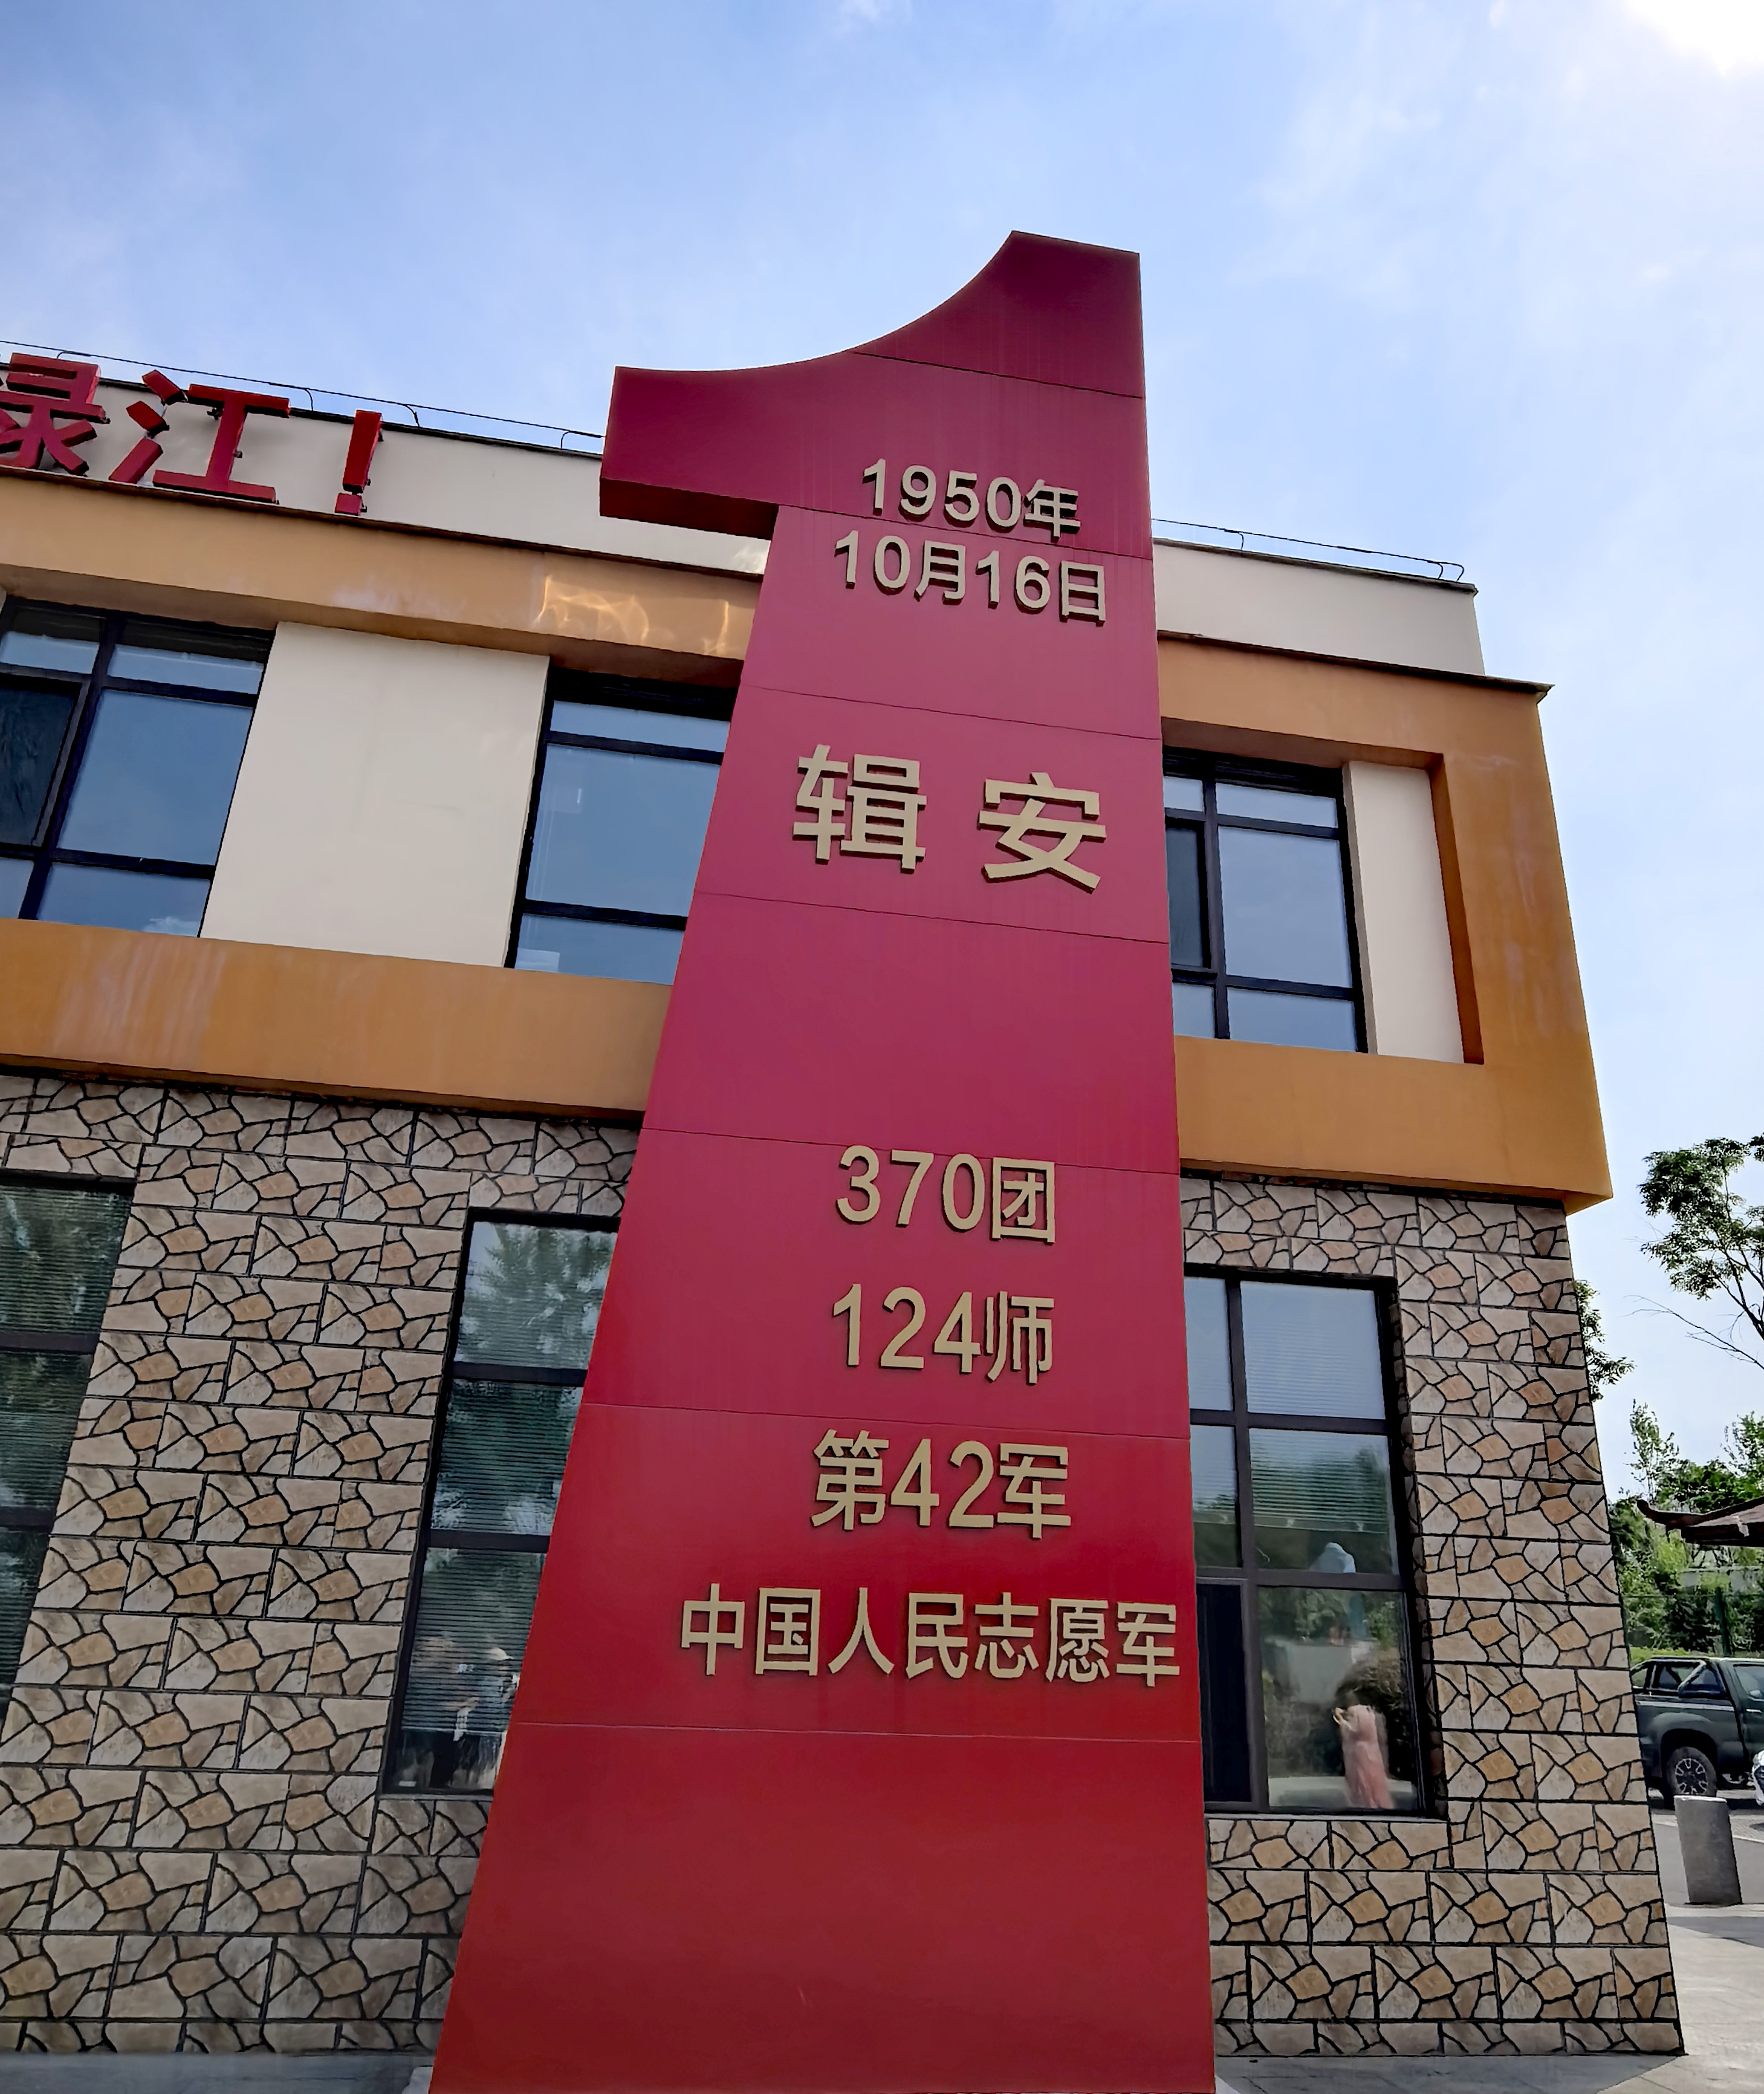 渌江！
1950年
10月16日
辑安
370团
124师
第42军
中国人民志愿军